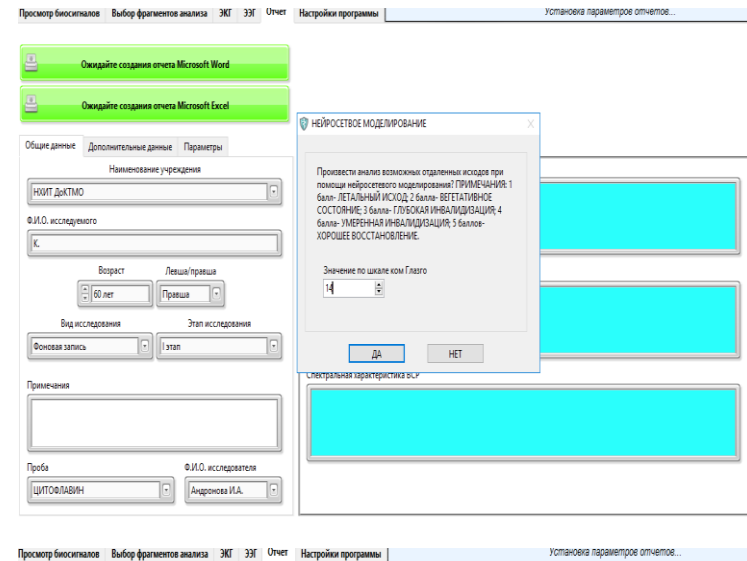 Просмотр биосигналов Выбор фрагментов анализа ЭКГ ЭЭГ Отчет Настройки программы Установка параметров отчетов...
Ожидайте создания отчета Microsoft Word
Ожидайте создания отчета Microsoft Excel
Общие данные Дополнительные данные Параметры
Наименование учреждения
НХИТ ДоКТМО
Ф.И.О. исследуемого
К.
Возраст Левша/правша
60 лет Правша
Вид исследования Этап исследования
Фоновая запись I этап
Примечания
Проба Ф.И.О. исследователя
ЦИТОФЛАВИН Андронова И.А.
НЕЙРОСЕТВОЕ МОДЕЛИРОВАНИЕ
Произвести анализ возможных отдаленных исходов при
помощи нейросетевого моделирования? ПРИМЕЧАНИЯ: 1
балл- ЛЕТАЛЬНЫЙ ИСХОД; 2 балла- ВЕГЕТАТИВНОЕ
СОСТОЯНИЕ; 3 балла- ГЛУБОКАЯ ИНВАЛИДИЗАЦИЯ; 4
балла- УМЕРЕННАЯ ИНВАЛИДИЗАЦИЯ; 5 баллов-
ХОРОШЕЕ ВОССТАНОВЛЕНИЕ.
Значение по шкале ком Глазго
14
ДА НЕТ
Спектральная характеристика ВСР
Просмотр биосигналов Выбор фрагментов анализа ЭКГ ЭЭГ Отчет Настройки программы Установка параметров отчетов...